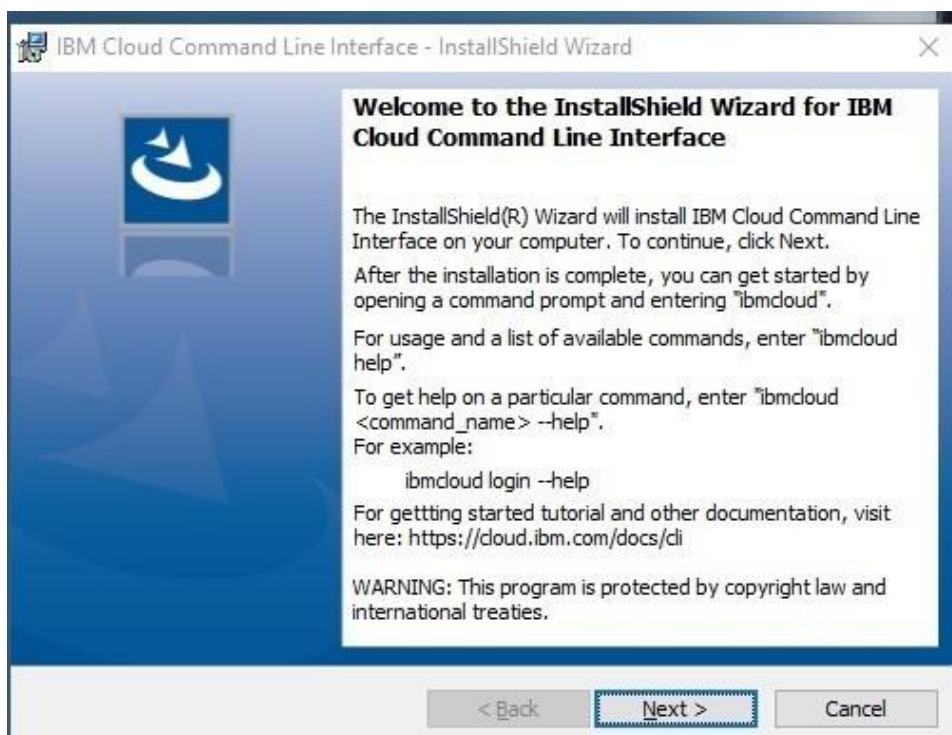 IBM Cloud Command Line Interface - InstallShield Wizard
Welcome to the InstallShield Wizard for IBM
Cloud Command Line Interface
The InstallShield(R) Wizard will install IBM Cloud Command Line
Interface on your computer. To continue, click Next.
After the installation is complete, you can get started by
opening a command prompt and entering "ibmcloud".
For usage and a list of available commands, enter “ibmcloud
help”.
To get help on a particular command, enter "ibmcloud
<command_name> --help".
For example:
ibmcloud login --help
For gettting started tutorial and other documentation, visit
here: https://cloud.ibm.com/docs/cli
WARNING: This program is protected by copyright law and
international treaties.
< Back
Next >
Cancel